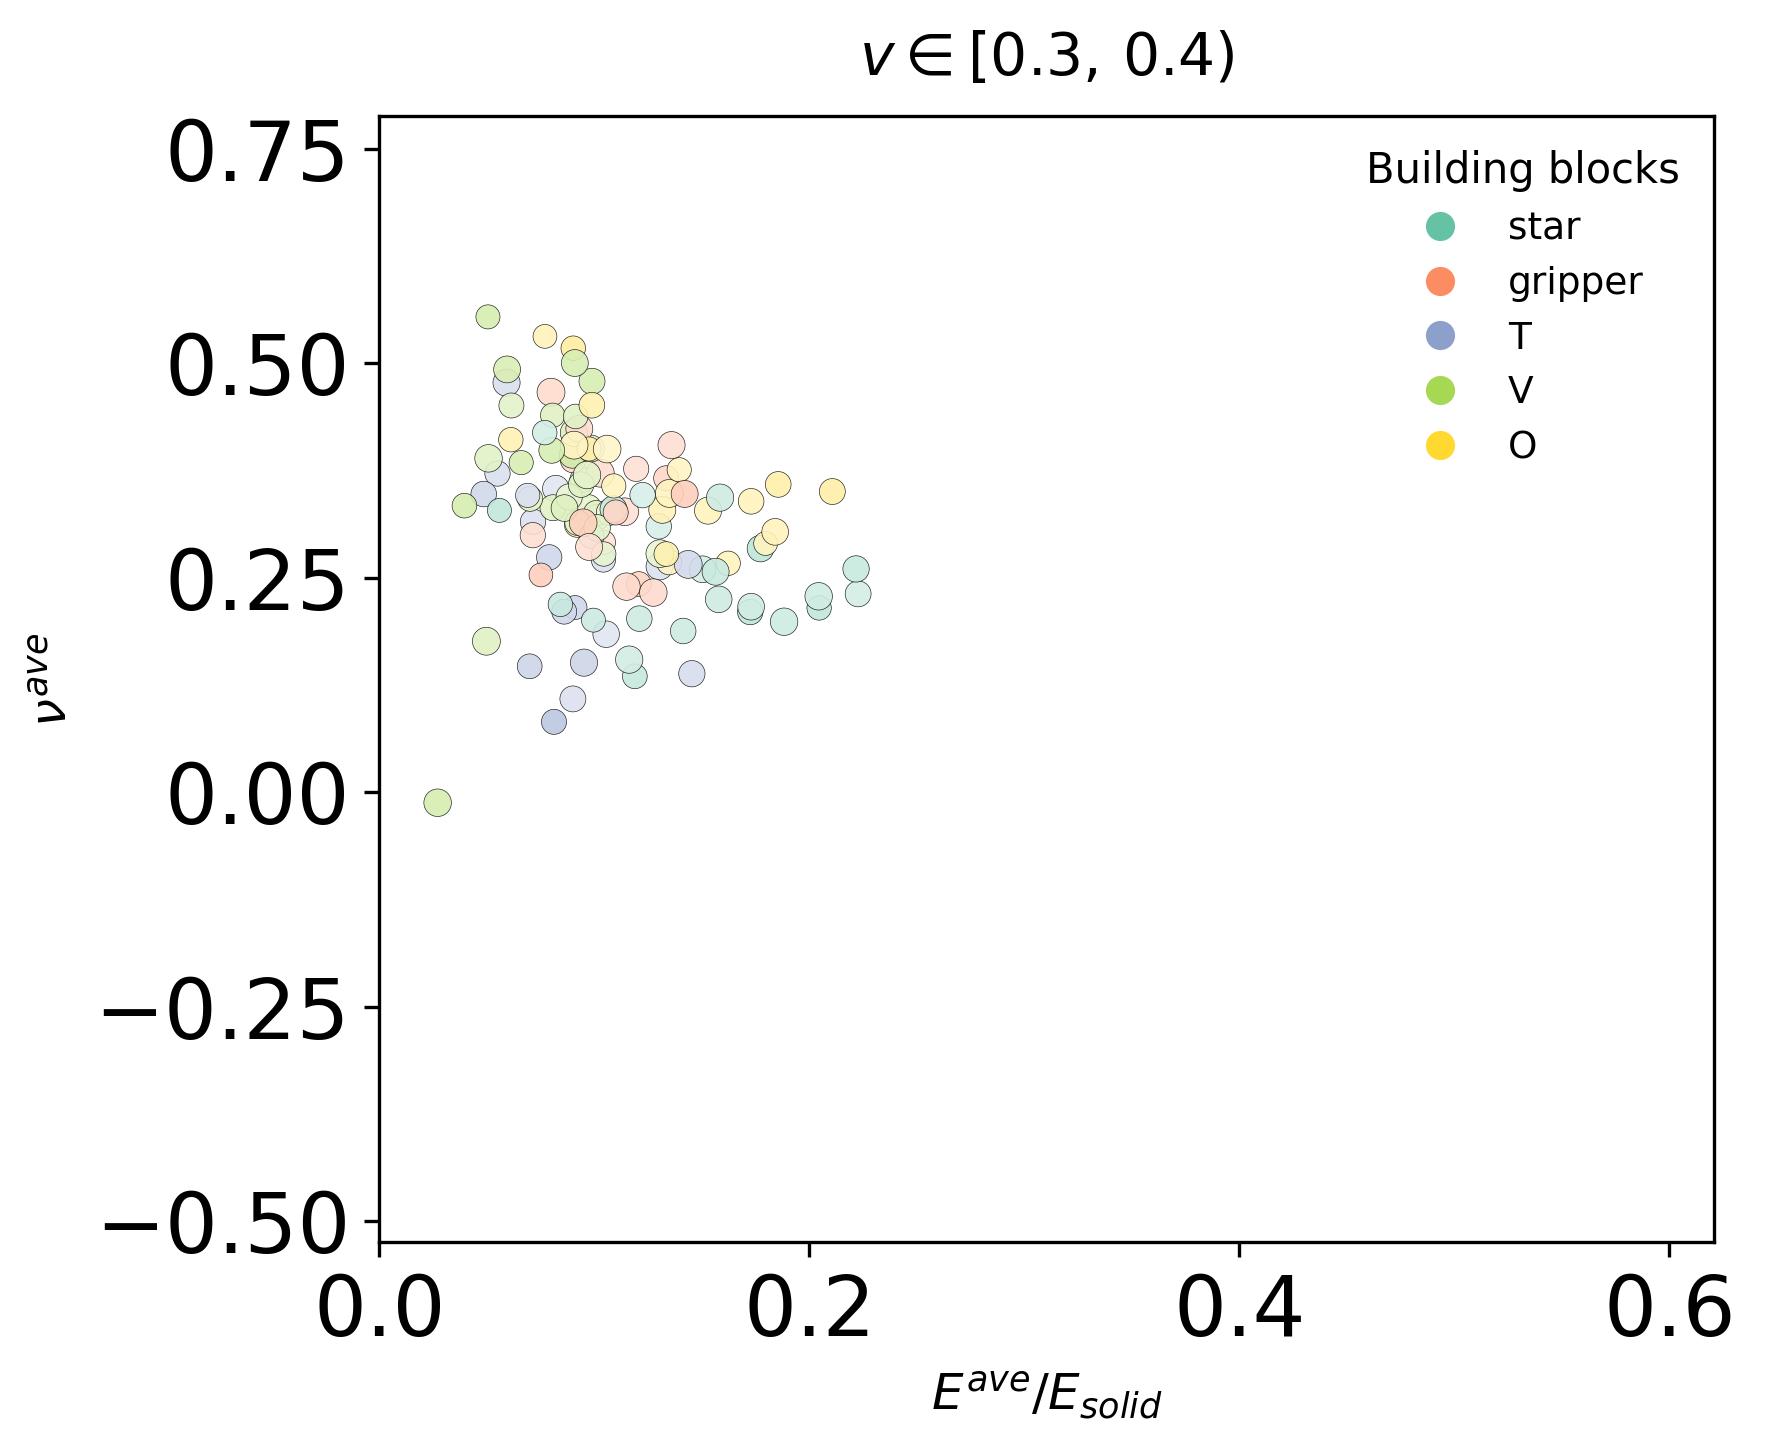 v ∈ [0.3, 0.4)
0.75
0.50
0.25
0.00
−0.25
−0.50
ν^ave
Building blocks
star
gripper
T
V
O
0.0 0.2 0.4 0.6
E^ave/E_solid